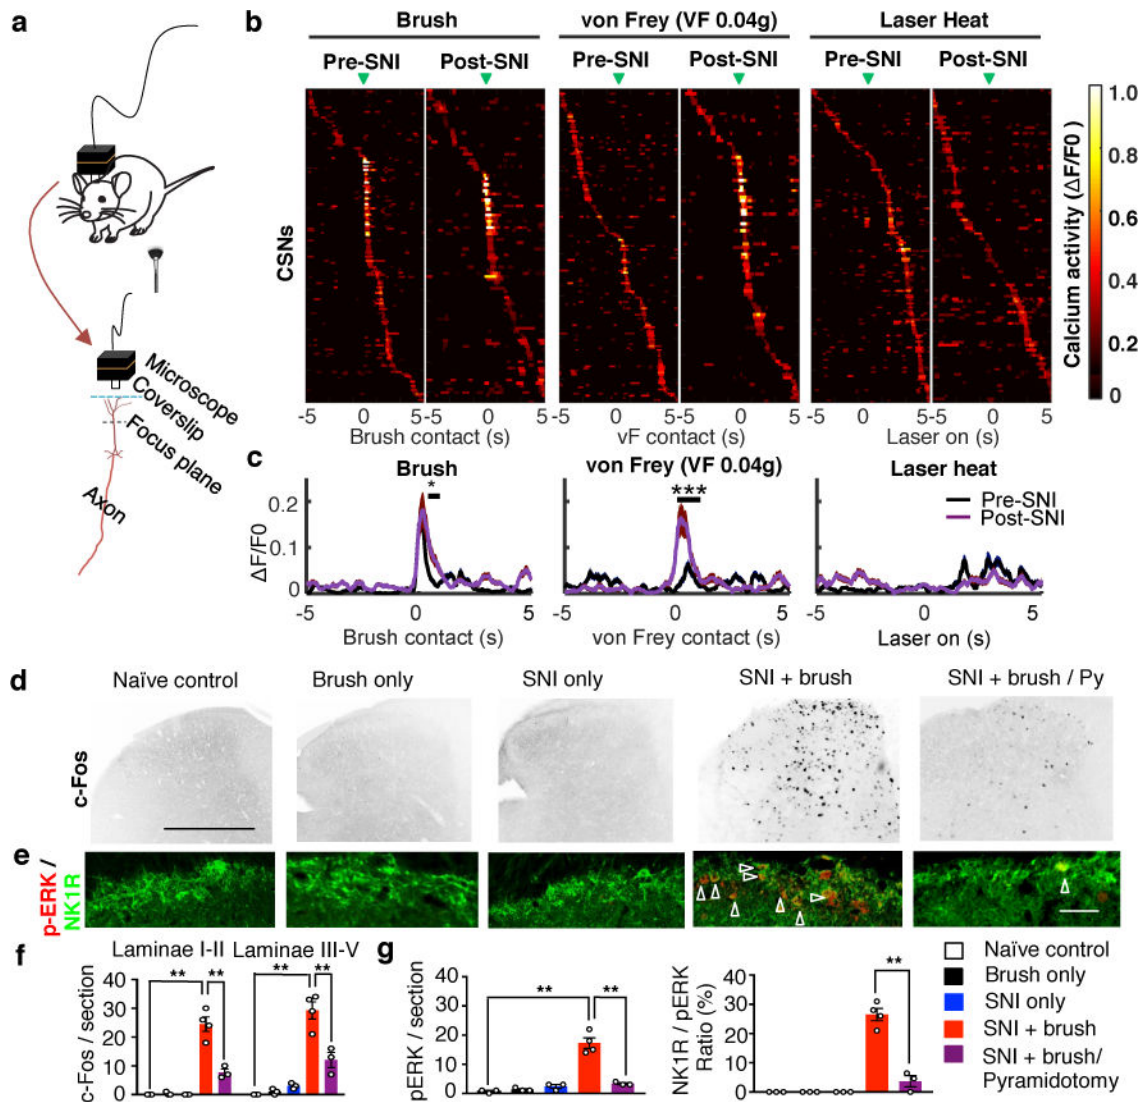 a
b
Brush
von Frey (VF 0.04g)
Laser Heat
Pre-SNI
Post-SNI
Pre-SNI
Post-SNI
Pre-SNI
Post-SNI
CSNs
1.0
0.8
0.6
0.4
0.2
0
Calcium activity (ΔF/F0)
-5 0 5-5 0 5
-5 0 5-5 0 5
-5 0 5-5 0 5
Brush contact (s)
vF contact (s)
Laser on (s)
Microscope
Coverslip
Focus plane
Axon
c
Brush
von Frey (VF 0.04g)
Laser heat
*
***
Pre-SNI
Post-SNI
ΔF/F0
0.2
0.1
0
-5 0 5
-5 0 5
-5 0 5
Brush contact (s)
von Frey contact (s)
Laser on (s)
d
Naïve control
Brush only
SNI only
SNI + brush
SNI + brush / Py
c-Fos
e
p-ERK /
NK1R
f
Laminae I-II
Laminae III-V
c-Fos / section
40
30
20
10
0
**
**
**
**
g
pERK / section
40
30
20
10
0
**
**
NK1R / pERK
Ratio (%)
40
30
20
10
0
**
Naïve control
Brush only
SNI only
SNI + brush
SNI + brush/
Pyramidotomy